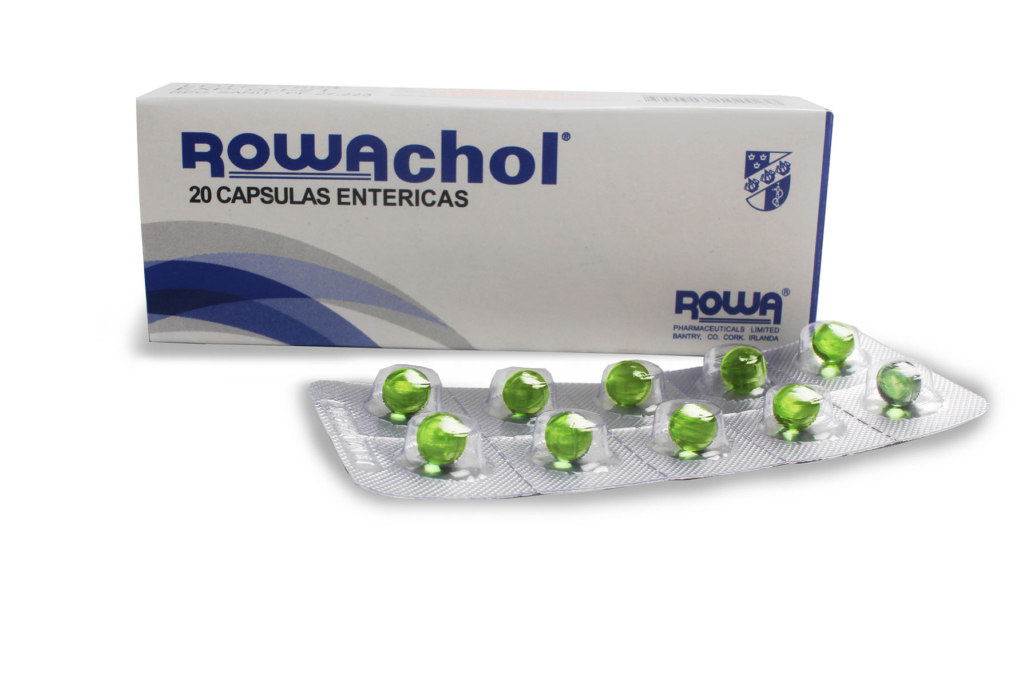 ROWAchol®
20 CAPSULAS ENTERICAS
ROWA®
PHARMACEUTICALS LIMITED
BANTRY, CO. CORK. IRLANDA